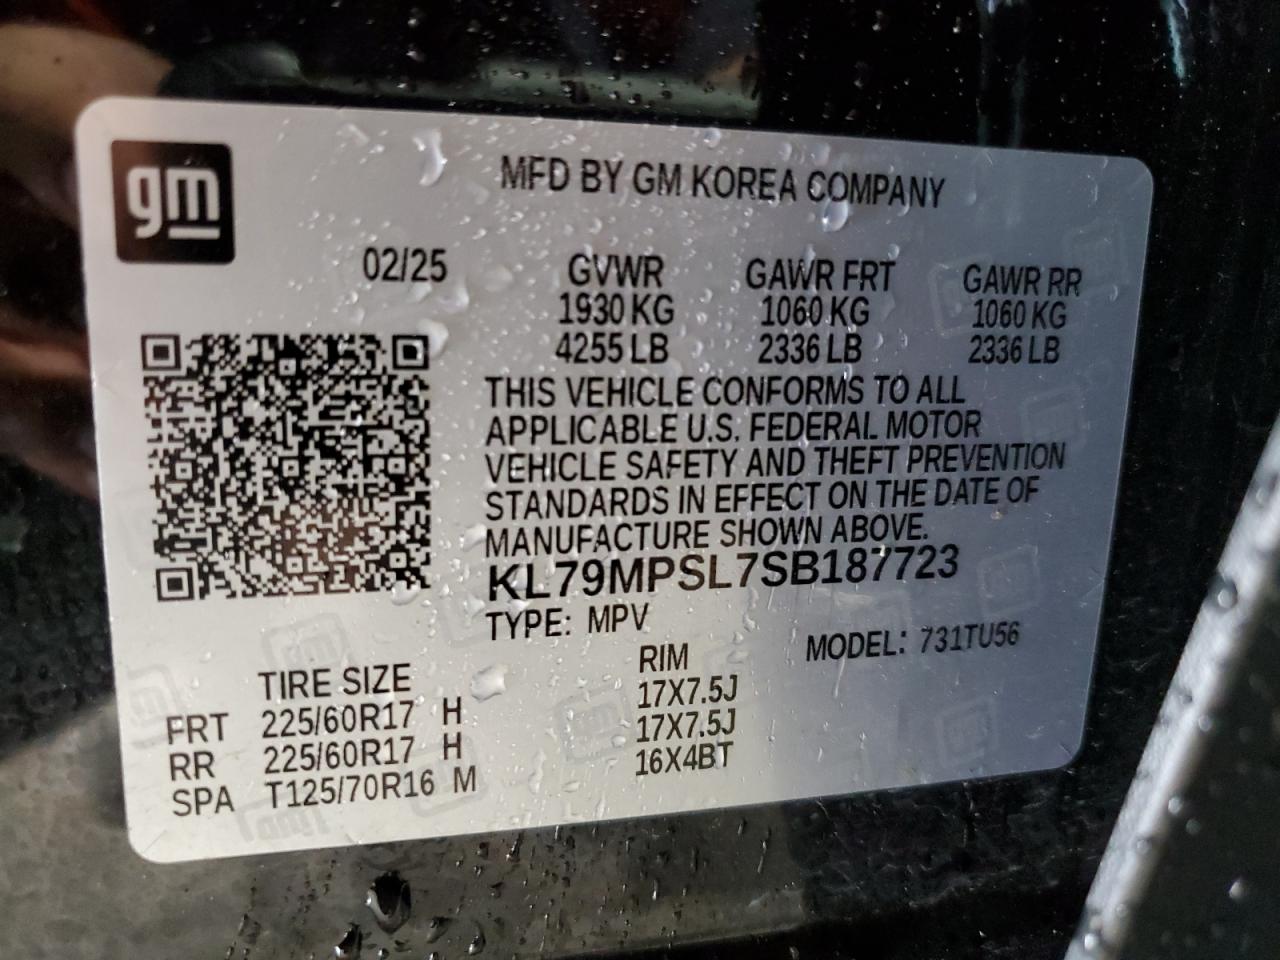 gm
MFD BY GM KOREA COMPANY
02/25
GVWR GAWR FRT GAWR RR
1930 KG 1060 KG 1060 KG
4255 LB 2336 LB 2336 LB
THIS VEHICLE CONFORMS TO ALL
APPLICABLE U.S. FEDERAL MOTOR
VEHICLE SAFETY AND THEFT PREVENTION
STANDARDS IN EFFECT ON THE DATE OF
MANUFACTURE SHOWN ABOVE.
KL79MPSL7SB187723
TYPE: MPV MODEL: 731TU56
TIRE SIZE RIM
FRT 225/60R17 H 17X7.5J
RR 225/60R17 H 17X7.5J
SPA T125/70R16 M 16X4BT